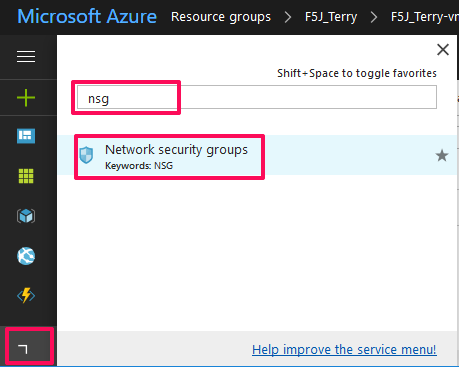 Microsoft Azure Resource groups > F5J_Terry > F5J_Terry-vn
Shift+Space to toggle favorites
nsg
Network security groups
Keywords: NSG
Help improve the service menu!